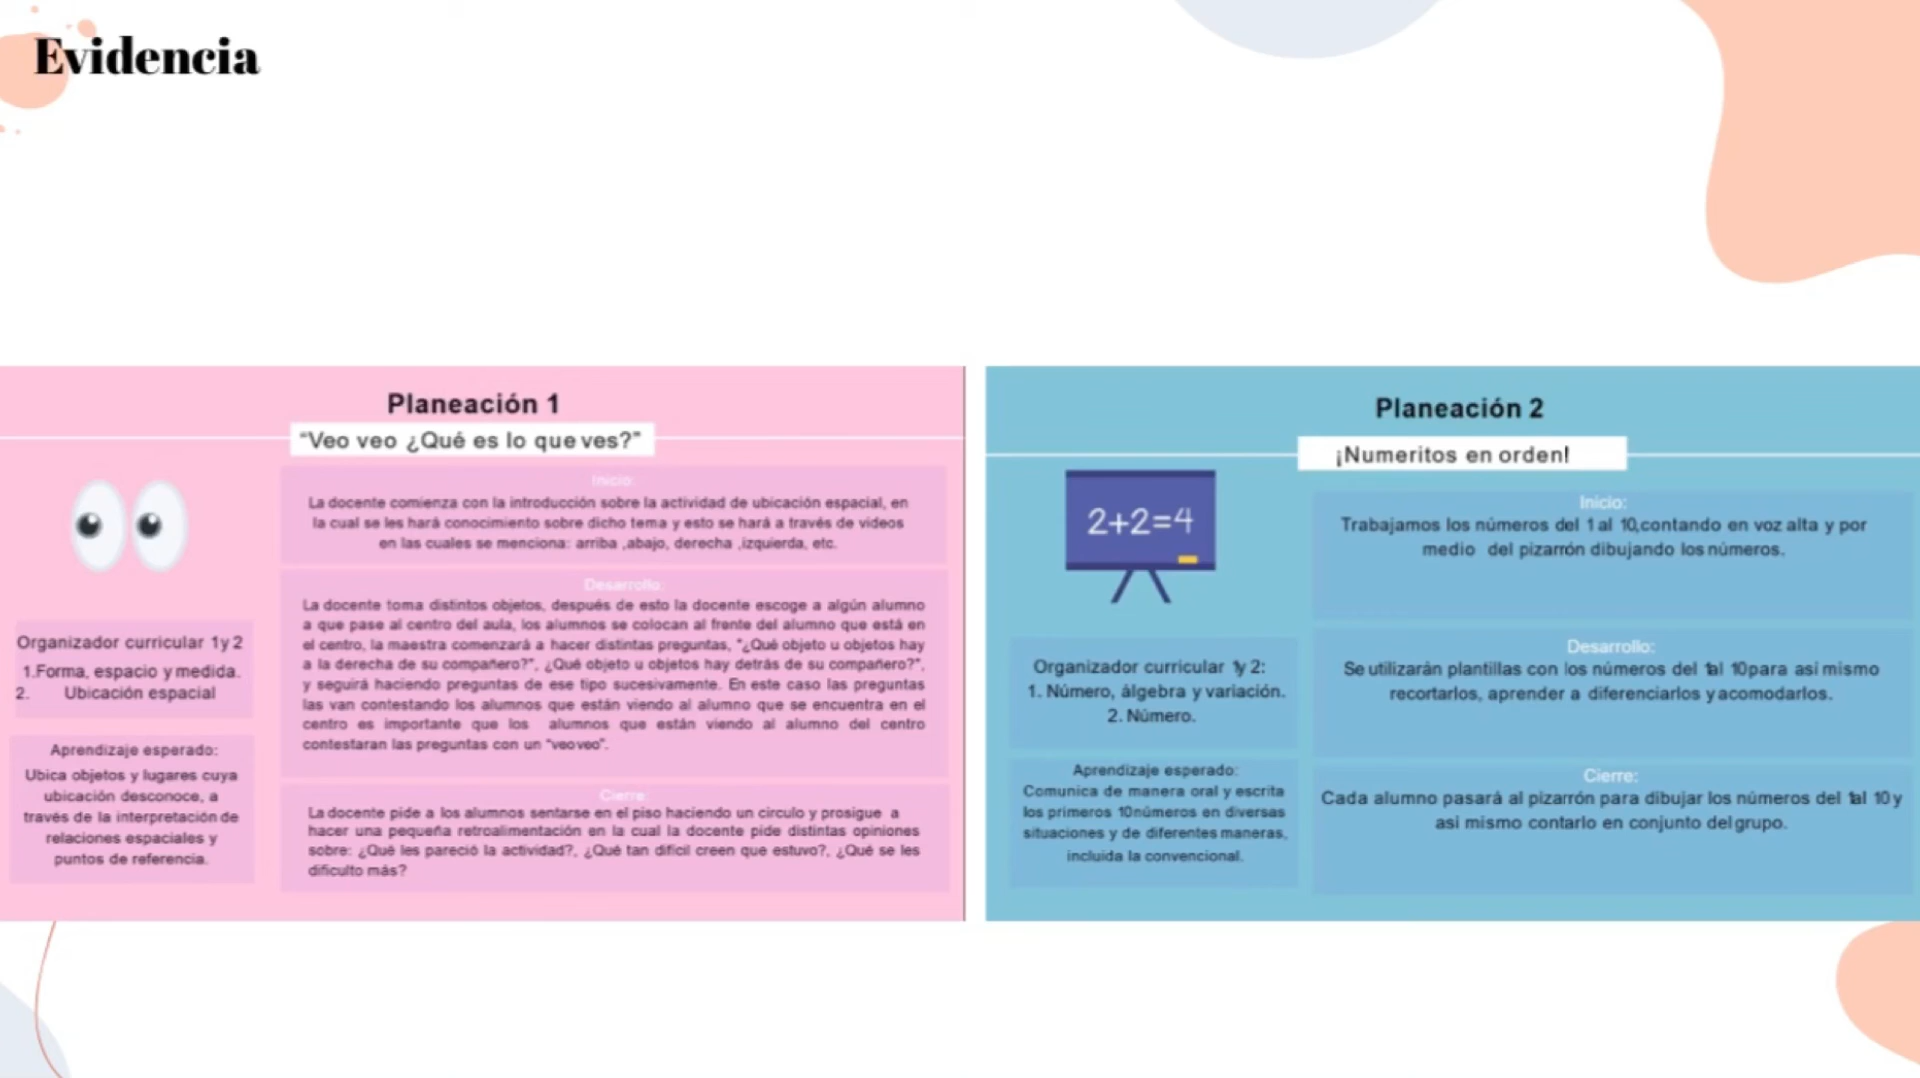 Evidencia
Planeación 1
"Veo veo ¿Qué es lo que ves?"
Organizador curricular 1y 2
1.Forma, espacio y medida.
2. Ubicación espacial
Aprendizaje esperado:
Ubica objetos y lugares cuya
ubicación desconoce, a
través de la interpretación de
relaciones espaciales y
puntos de referencia.
Inicio:
La docente comienza con la introducción sobre la actividad de ubicación espacial, en
la cual se les hará conocimiento sobre dicho tema y esto se hará a través de videos
en las cuales se menciona: arriba ,abajo, derecha ,izquierda, etc.
Desarrollo:
La docente toma distintos objetos, después de esto la docente escoge a algún alumno
a que pase al centro del aula, los alumnos se colocan al frente del alumno que está en
el centro, la maestra comenzará a hacer distintas preguntas, "¿Qué objeto u objetos hay
a la derecha de su compañero?", ¿Qué objeto u objetos hay detrás de su compañero?",
y seguirá haciendo preguntas de ese tipo sucesivamente. En este caso las preguntas
las van contestando los alumnos que están viendo al alumno que se encuentra en el
centro es importante que los alumnos que están viendo al alumno del centro
contestaran las preguntas con un "veo veo".
Cierre:
La docente pide a los alumnos sentarse en el piso haciendo un circulo y prosigue a
hacer una pequeña retroalimentación en la cual la docente pide distintas opiniones
sobre: ¿Qué les pareció la actividad?, ¿Qué tan difícil creen que estuvo?, ¿Qué se les
dificulto más?
Planeación 2
¡Numeritos en orden!
2+2=4
Organizador curricular 1y 2:
1. Número, álgebra y variación.
2. Número.
Aprendizaje esperado:
Comunica de manera oral y escrita
los primeros 10números en diversas
situaciones y de diferentes maneras,
incluida la convencional.
Inicio:
Trabajamos los números del 1 al 10,contando en voz alta y por
medio del pizarrón dibujando los números.
Desarrollo:
Se utilizarán plantillas con los números del 1al 10para asi mismo
recortarlos, aprender a diferenciarlos y acomodarlos.
Cierre:
Cada alumno pasará al pizarrón para dibujar los números del 1al 10 y
asi mismo contarlo en conjunto del grupo.